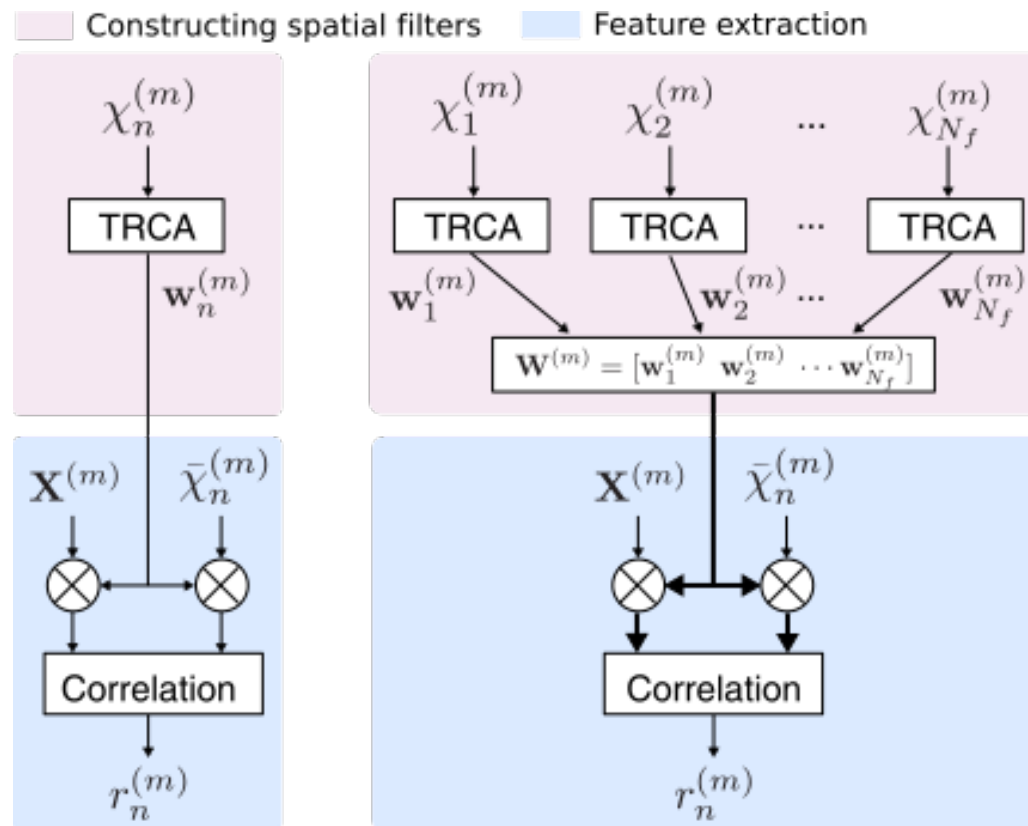 Constructing spatial filters Feature extraction
χ_n^{(m)}
TRCA
𝐰_n^{(m)}
𝐗^{(m)} χ̄_n^{(m)}
Correlation
r_n^{(m)}
χ_1^{(m)} χ_2^{(m)} ... χ_{N_f}^{(m)}
TRCA TRCA ... TRCA
𝐰_1^{(m)} 𝐰_2^{(m)} ... 𝐰_{N_f}^{(m)}
𝐖^{(m)} = [𝐰_1^{(m)} 𝐰_2^{(m)} ⋯ 𝐰_{N_f}^{(m)}]
𝐗^{(m)} χ̄_n^{(m)}
Correlation
r_n^{(m)}